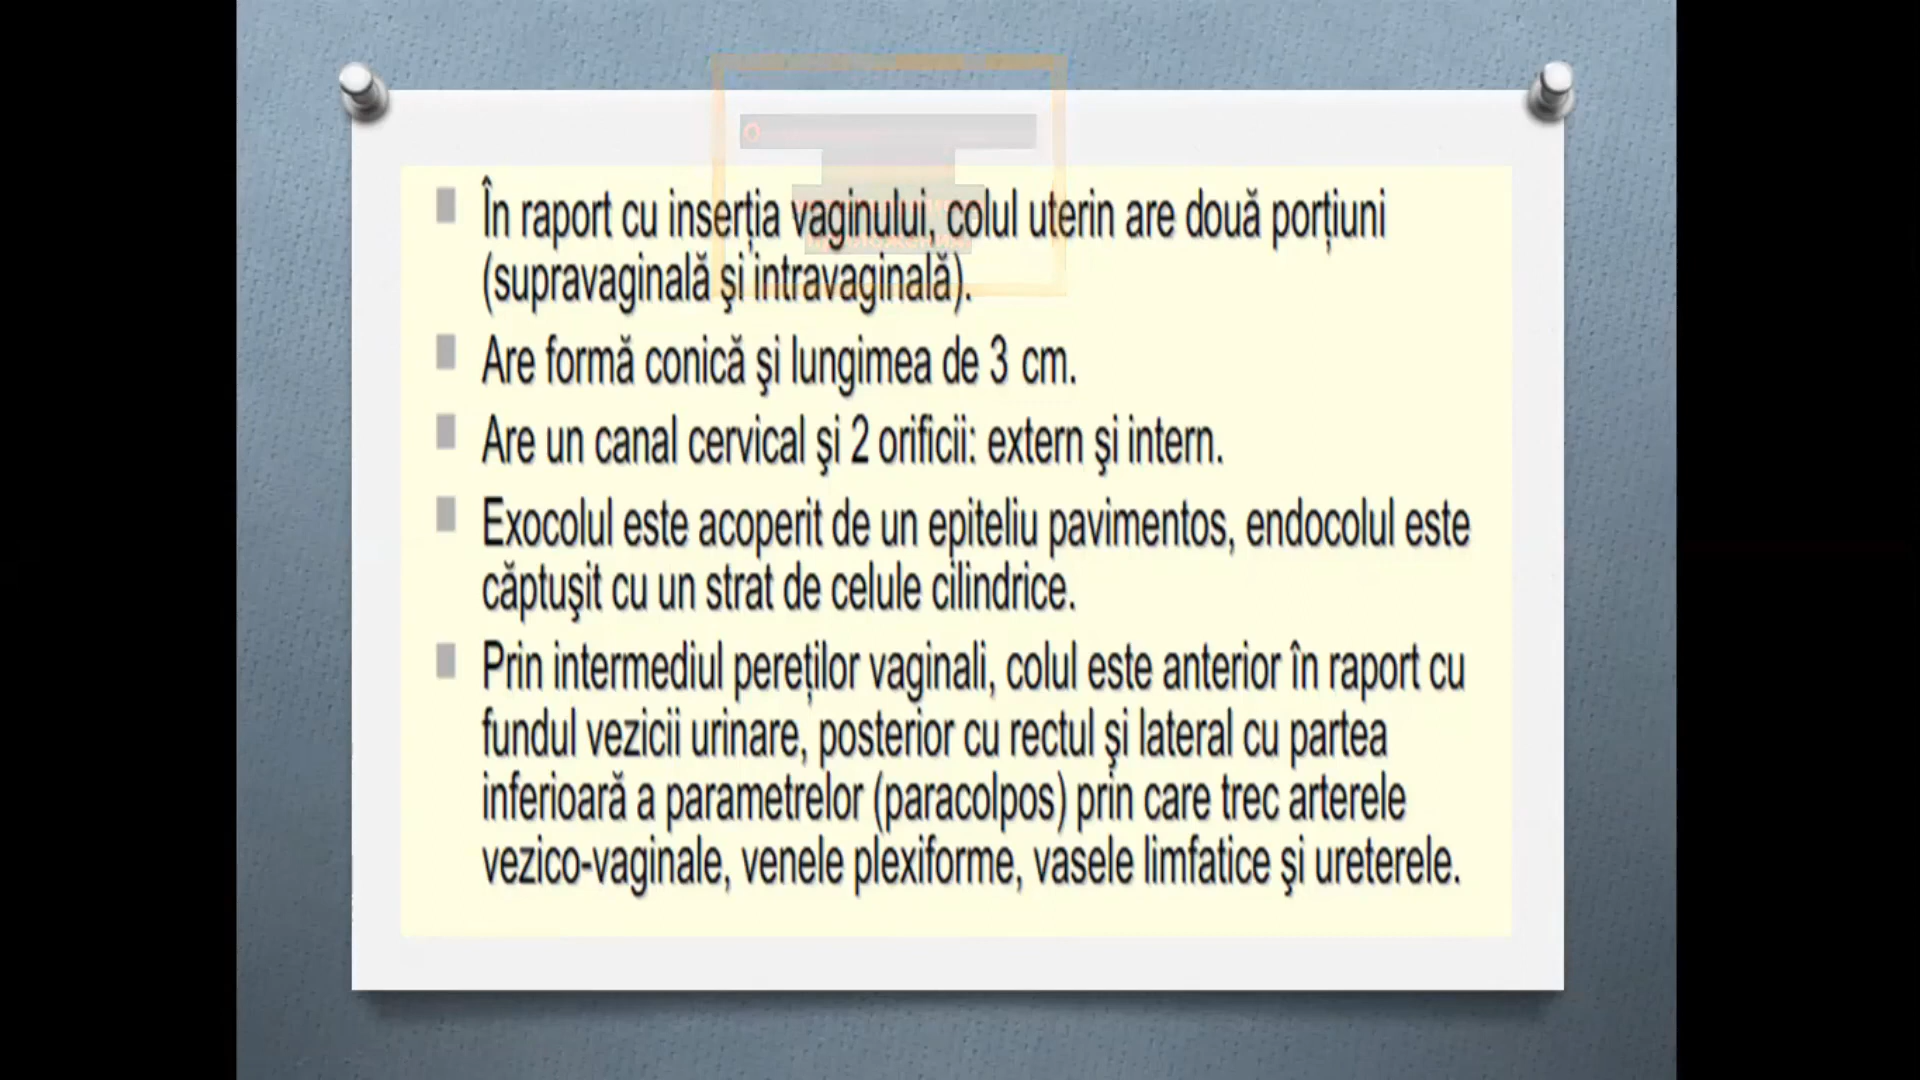 În raport cu inserţia vaginului, colul uterin are două porţiuni
(supravaginală şi intravaginală).
Are formă conică şi lungimea de 3 cm.
Are un canal cervical şi 2 orificii: extern şi intern.
Exocolul este acoperit de un epiteliu pavimentos, endocolul este
căptuşit cu un strat de celule cilindrice.
Prin intermediul pereţilor vaginali, colul este anterior în raport cu
fundul vezicii urinare, posterior cu rectul şi lateral cu partea
inferioară a parametrelor (paracolpos) prin care trec arterele
vezico-vaginale, venele plexiforme, vasele limfatice şi ureterele.